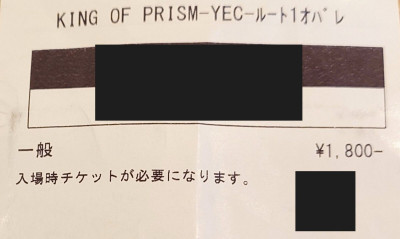 KING OF PRISM-YEC-ルート1オバレ
一般
¥1,800-
入場時チケットが必要になります。